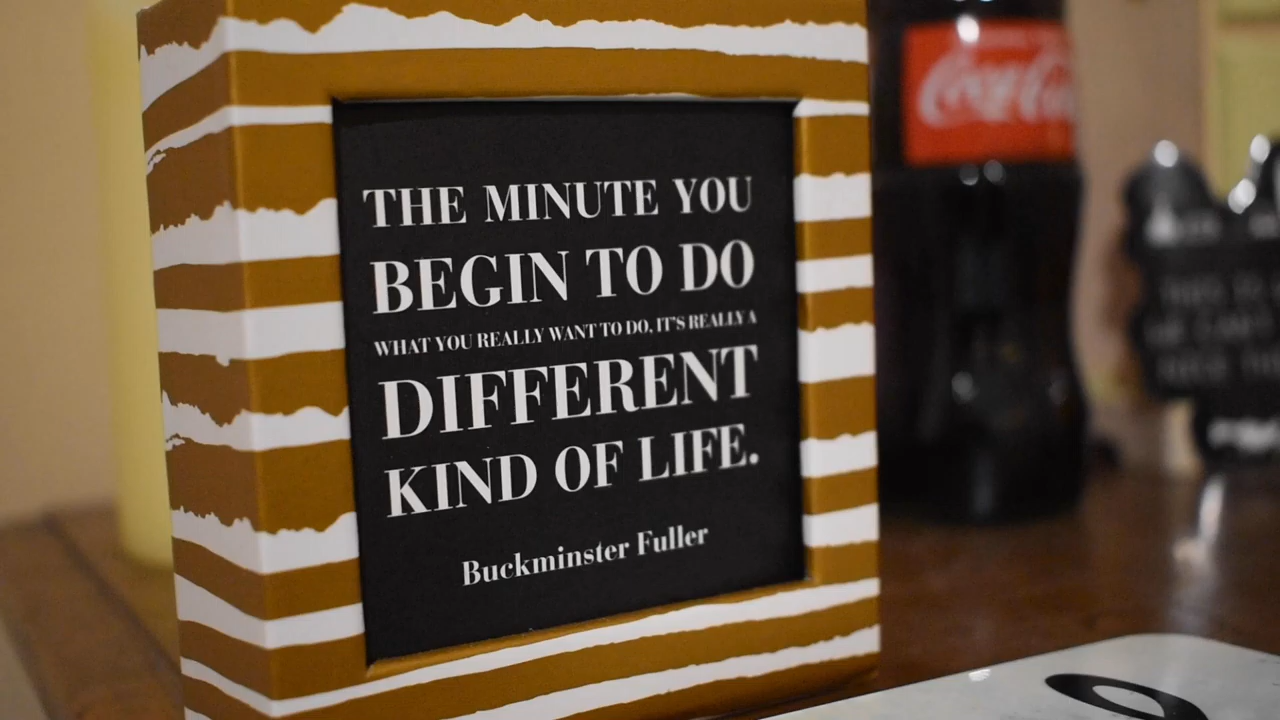 THE MINUTE YOU
BEGIN TO DO
WHAT YOU REALLY WANT TO DO, IT'S REALLY A
DIFFERENT
KIND OF LIFE.
Buckminster Fuller
Coca-Cola